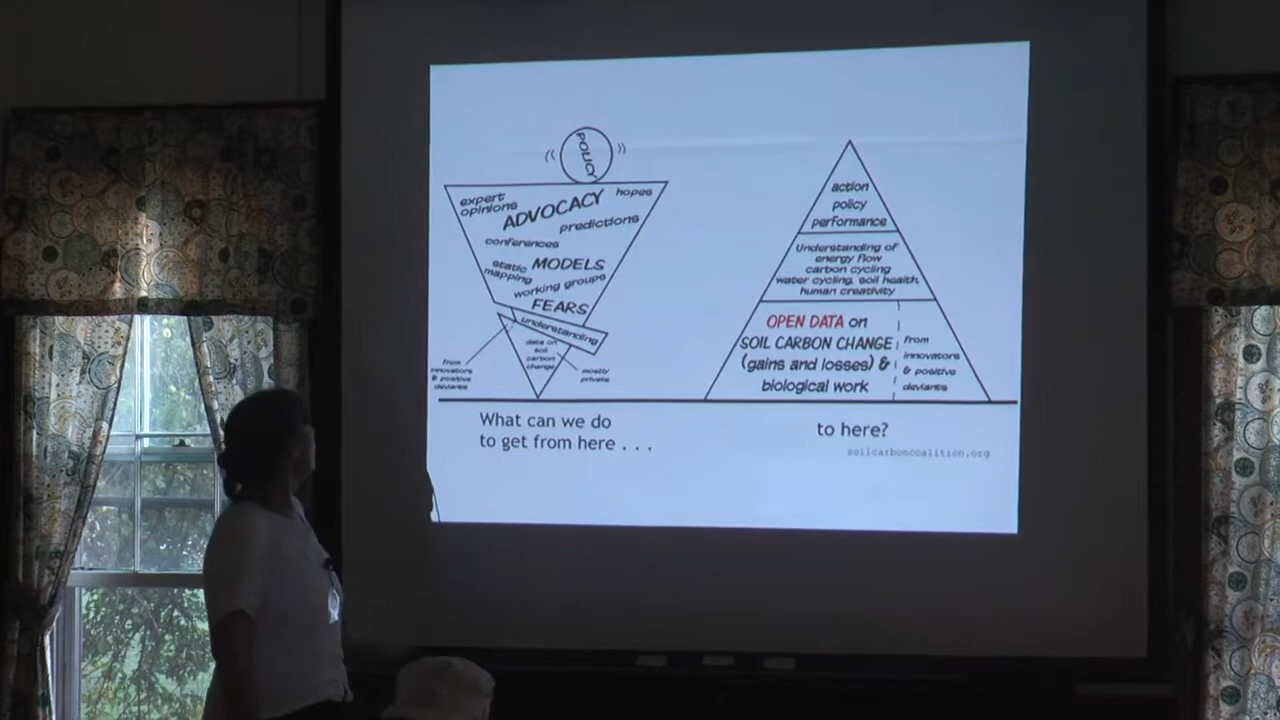 ((POLICY))
expert
opinions
ADVOCACY
hopes
predictions
conferences
static
mapping
MODELS
working groups
FEARS
understanding
data on
soil
carbon
change
From
innovators
& positive
deviants
mostly
private
What can we do
to get from here . . .
action
policy
performance
Understanding of
energy flow
carbon cycling
water cycling, soil health,
human creativity
OPEN DATA on
SOIL CARBON CHANGE
(gains and losses) &
biological work
From
innovators
& positive
deviants
to here?
soilcarboncoalition.org